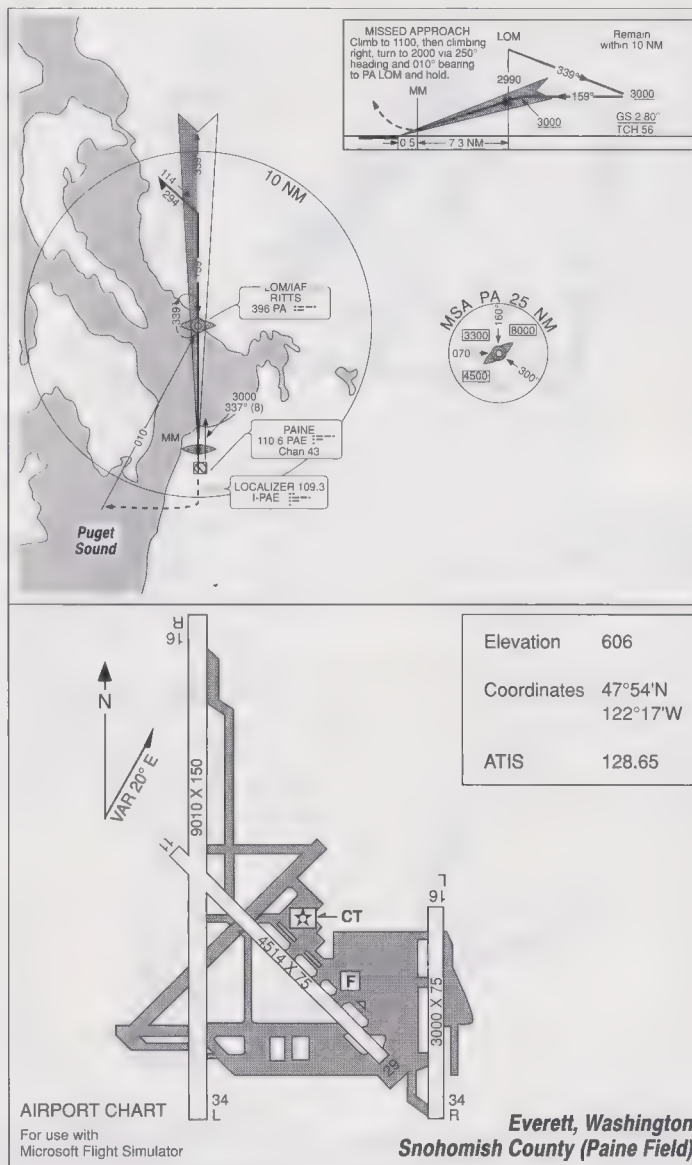 MISSED APPROACH
Climb to 1100, then climbing
right, turn to 2000 via 250°
heading and 010° bearing
to PA LOM and hold.
LOM
Remain
within 10 NM
MM
2990
339°
159°
3000
3000
GS 2 80°
TCH 56
0 5
7 3 NM
339°
10 NM
114
294
159°
LOM/IAF
RITTS
396 PA
339°
3000
337° (8)
010
MM
PAINE
110 6 PAE
Chan 43
LOCALIZER 109.3
I-PAE
Puget
Sound
MSA PA 25 NM
160°
3300
8000
070
4500
300°
16
R
N
VAR 20° E
9010 X 150
11
4514 X 75
CT
F
29
16
L
3000 X 75
34
L
34
R
Elevation 606
Coordinates 47°54'N
122°17'W
ATIS 128.65
AIRPORT CHART
For use with
Microsoft Flight Simulator
Everett, Washington
Snohomish County (Paine Field)